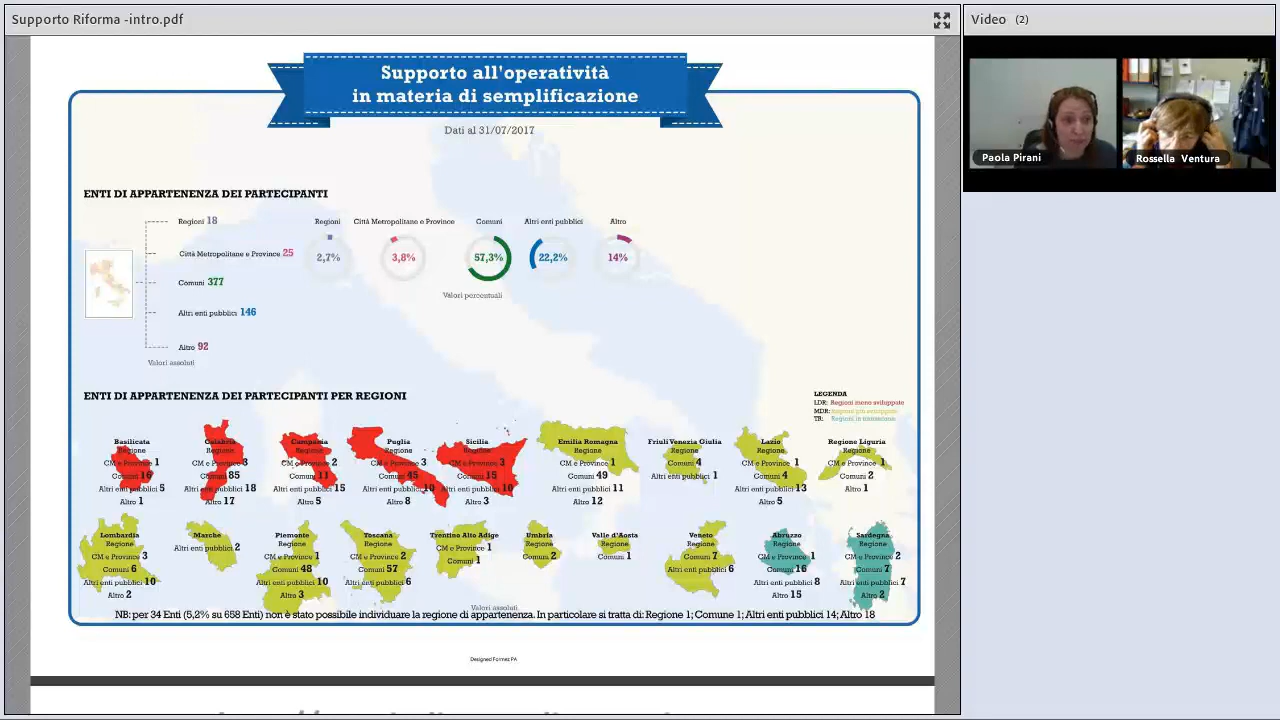 Supporto Riforma -intro.pdf
Video (2)
Paola Pirani
Rossella Ventura
Supporto all'operatività
in materia di semplificazione
Dati al 31/07/2017
ENTI DI APPARTENENZA DEI PARTECIPANTI
Regioni 18
Città Metropolitane e Province 25
Comuni 377
Altri enti pubblici 146
Altro 92
Valori assoluti
Regioni
2,7%
Città Metropolitane e Province
3,8%
Comuni
57,3%
Altri enti pubblici
22,2%
Altro
14%
Valori percentuali
ENTI DI APPARTENENZA DEI PARTECIPANTI PER REGIONI
LEGENDA
LDR: Regioni meno sviluppate
MDR: Regioni più sviluppate
TR: Regioni in transizione
Basilicata
Regione
CM e Province 1
Comuni 16
Altri enti pubblici 5
Altro 1
Calabria
Regione
CM e Province 3
Comuni 85
Altri enti pubblici 18
Altro 17
Campania
Regione
CM e Province 2
Comuni
Altri enti pubblici 15
Altro 5
Puglia
Regione
CM e Province 3
Comuni 45
Altri enti pubblici 10
Altro 8
Sicilia
Regione
CM e Province 3
Comuni 15
Altri enti pubblici 10
Altro 3
Emilia Romagna
Regione
CM e Province 1
Comuni 49
Altri enti pubblici 11
Altro 12
Friuli Venezia Giulia
Regione
Comuni 4
Altri enti pubblici 1
Lazio
Regione
CM e Province 1
Comuni 4
Altri enti pubblici 13
Altro 5
Regione Liguria
Regione
CM e Province 1
Comuni 2
Altro 1
Lombardia
Regione
CM e Province 3
Comuni 6
Altri enti pubblici 10
Altro 2
Marche
Altri enti pubblici 2
Piemonte
Regione
CM e Province 1
Comuni 48
Altri enti pubblici 10
Altro 3
Toscana
Regione
CM e Province 2
Comuni 57
Altri enti pubblici 6
Trentino Alto Adige
CM e Province 1
Comuni 1
Umbria
Regione
Comuni 2
Valle d'Aosta
Regione
Comuni 1
Veneto
Regione
Comuni 7
Altri enti pubblici 6
Abruzzo
Regione
CM e Province 1
Comuni 16
Altri enti pubblici 8
Altro 15
Sardegna
Regione
CM e Province 2
Comuni 7
Altri enti pubblici 7
Altro 2
Valori assoluti
NB: per 34 Enti (5,2% su 658 Enti) non è stato possibile individuare la regione di appartenenza. In particolare si tratta di: Regione 1; Comune 1; Altri enti pubblici 14; Altro 18
Designed Formez PA